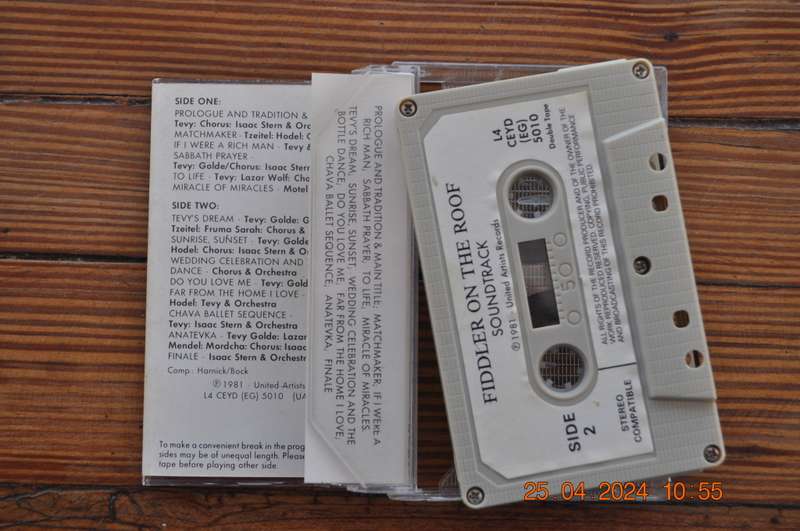 SIDE ONE:
PROLOGUE AND TRADITION &
Tevy: Chorus: Isaac Stern & Orc
MATCHMAKER - Tzeitel: Hodel: C
IF I WERE A RICH MAN - Tevy &
SABBATH PRAYER -
Tevy: Golde/Chorus: Isaac Stern
TO LIFE - Tevy: Lazar Wolf: Cha
MIRACLE OF MIRACLES - Motel
SIDE TWO:
TEVY'S DREAM - Tevy: Golde: G
Tzeitel: Fruma Sarah: Chorus &
SUNRISE, SUNSET - Tevy: Golde
Hodel: Chorus: Isaac Stern & O
WEDDING CELEBRATION AND
DANCE - Chorus & Orchestra
DO YOU LOVE ME - Tevy: Gold
FAR FROM THE HOME I LOVE -
Hodel: Tevy & Orchestra
CHAVA BALLET SEQUENCE -
Tevy: Isaac Stern & Orchestra
ANATEVKA - Tevy Golde: Lazar
Mendel: Mordcha: Chorus: Isaac
FINALE - Isaac Stern & Orchestr
Comp: Harnick/Bock
℗ 1981 - United Artists
L4 CEYD (EG) 5010 (UA
To make a convenient break in the prog
sides may be of unequal length. Please
tape before playing other side.
PROLOGUE AND TRADITION & MAIN TITLE, MATCHMAKER, IF I WERE A
RICH MAN, SABBATH PRAYER, TO LIFE, MIRACLE OF MIRACLES.
TEVY'S DREAM, SUNRISE, SUNSET, WEDDING CELEBRATION AND THE
BOTTLE DANCE, DO YOU LOVE ME, FAR FROM THE HOME I LOVE,
CHAVA BALLET SEQUENCE, ANATEVKA, FINALE
FIDDLER ON THE ROOF
SOUNDTRACK
℗ 1981 - United Artists Records
L4
CEYD
(EG)
5010
Double Tape
50
ALL RIGHTS OF THE RECORD PRODUCER AND OF THE OWNER OF THE
WORK REPRODUCED RESERVED. COPYING, PUBLIC PERFORMANCE
AND BROADCASTING OF THIS RECORD PROHIBITED.
SIDE
2
STEREO
COMPATIBLE
25.04.2024 10:55